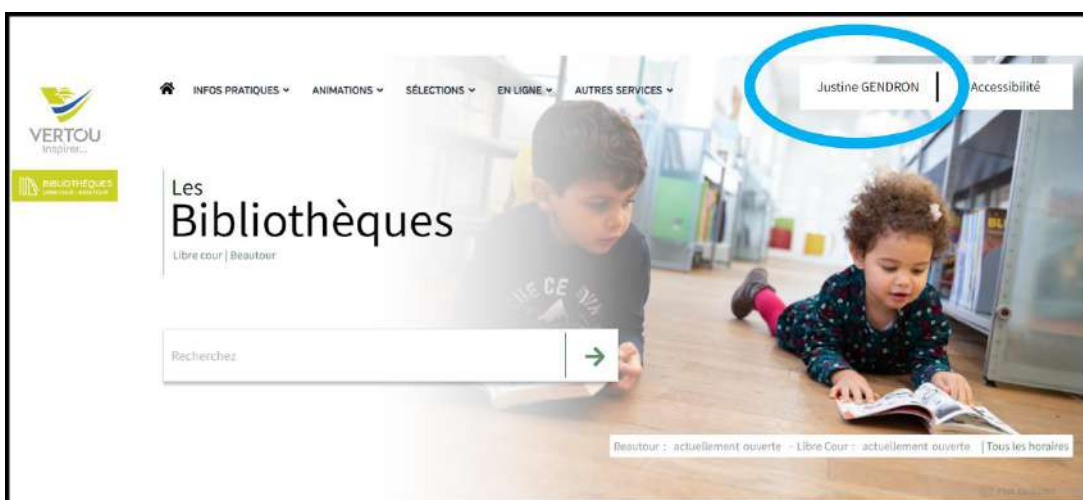 INFOS PRATIQUES
ANIMATIONS
SÉLECTIONS
EN LIGNE
AUTRES SERVICES
Justine GENDRON
Accessibilité
VERTOU
Inspirer...
BIBLIOTHÈQUES
Les
Bibliothèques
Libre cour | Beautour
Recherchez
Beautour : actuellement ouverte - Libre Cour : actuellement ouverte | Tous les horaires